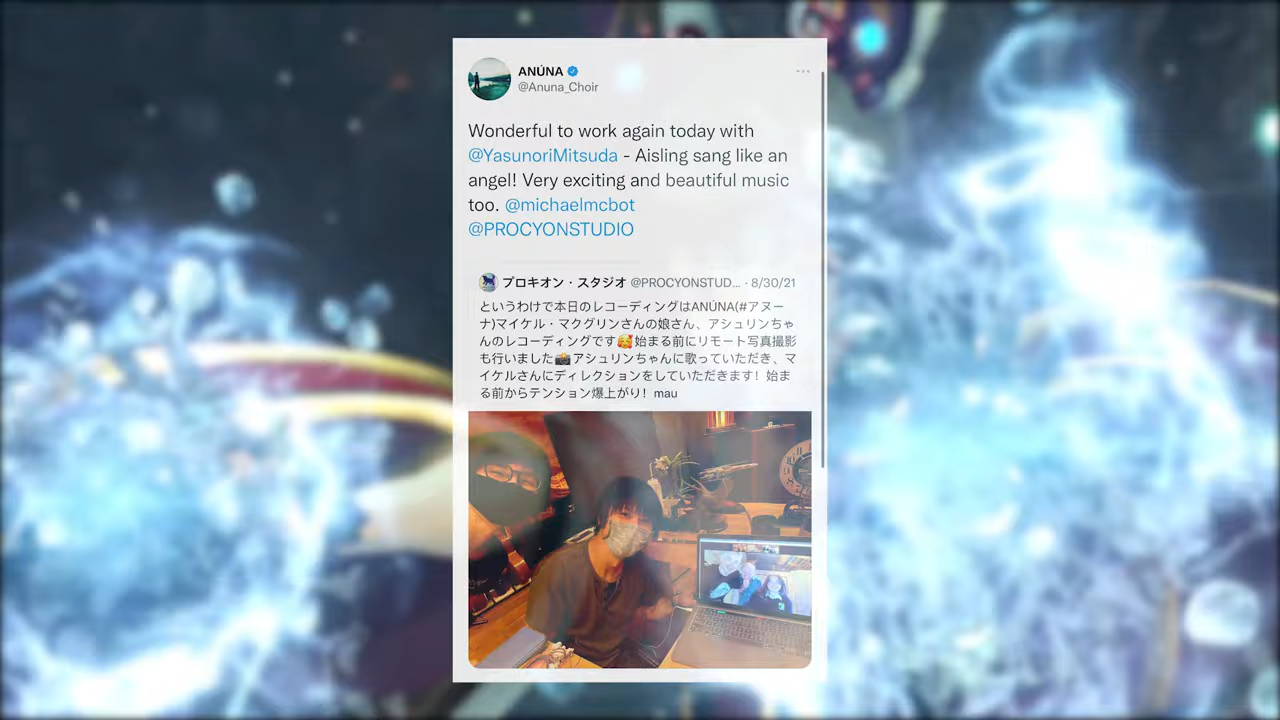 ANÚNA
@Anuna_Choir
Wonderful to work again today with
@YasunoriMitsuda - Aisling sang like an
angel! Very exciting and beautiful music
too. @michaelmcbot
@PROCYONSTUDIO
プロキオン・スタジオ @PROCYONSTUD... · 8/30/21
というわけで本日のレコーディングはANÚNA(#アヌー
ナ)マイケル・マクグリンさんの娘さん、アシュリンちゃ
んのレコーディングです🥰始まる前にリモート写真撮影
も行いました📸アシュリンちゃんに歌っていただき、マ
イケルさんにディレクションをしていただきます！始ま
る前からテンション爆上がり！mau